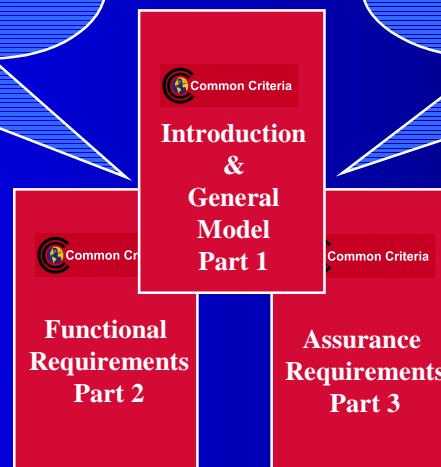 Common Criteria
Introduction
&
General
Model
Part 1
Common Cr
Functional
Requirements
Part 2
Common Criteria
Assurance
Requirements
Part 3